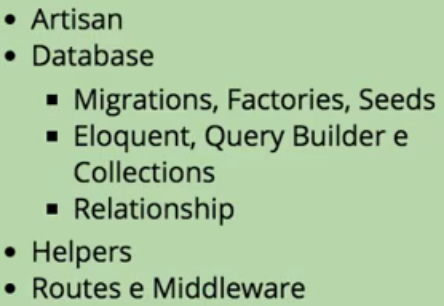 • Artisan
• Database
▪ Migrations, Factories, Seeds
▪ Eloquent, Query Builder e
Collections
▪ Relationship
• Helpers
• Routes e Middleware